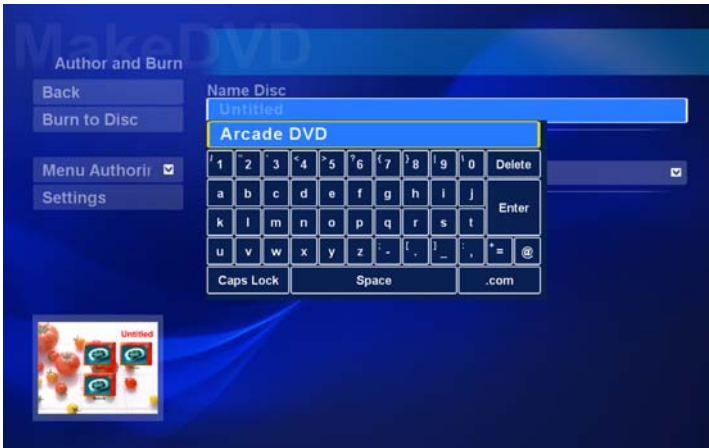 MakeDVD
Author and Burn
Back
Name Disc
Untitled
Burn to Disc
Arcade DVD
1 2 3 < 4 > 5 ? 6 { 7 } 8 | 9 \ 0 Delete
Menu Authorin
a b c d e f g h i j
Enter
Settings
k l m n o p q r s t
u v w x y z ; - [ . ] _ : , * = @
Caps Lock Space .com
Untitled